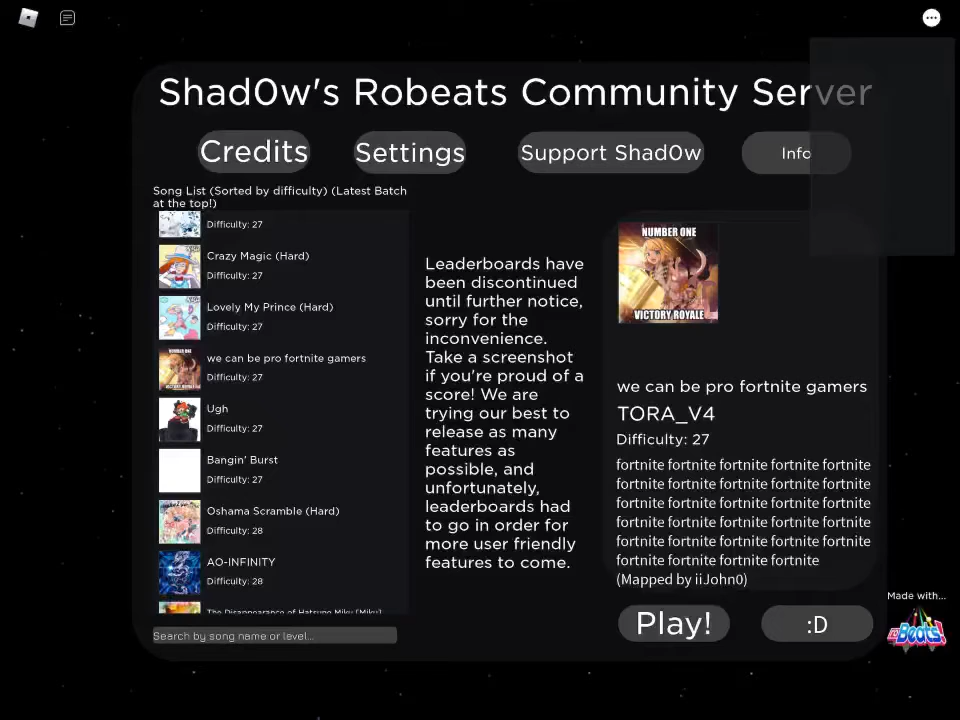 Shad0w's Robeats Community Server
Credits
Settings
Support Shad0w
Info
Song List (Sorted by difficulty) (Latest Batch
at the top!)
Difficulty: 27
Crazy Magic (Hard)
Difficulty: 27
Lovely My Prince (Hard)
Difficulty: 27
we can be pro fortnite gamers
Difficulty: 27
Ugh
Difficulty: 27
Bangin' Burst
Difficulty: 27
Oshama Scramble (Hard)
Difficulty: 28
AO-INFINITY
Difficulty: 28
The Disappearance of Hatsune Miku (Miku)
Search by song name or level...
Leaderboards have
been discontinued
until further notice,
sorry for the
inconvenience.
Take a screenshot
if you're proud of a
score! We are
trying our best to
release as many
features as
possible, and
unfortunately,
leaderboards had
to go in order for
more user friendly
features to come.
NUMBER ONE
VICTORY ROYALE
we can be pro fortnite gamers
TORA_V4
Difficulty: 27
fortnite fortnite fortnite fortnite fortnite
fortnite fortnite fortnite fortnite fortnite
fortnite fortnite fortnite fortnite fortnite
fortnite fortnite fortnite fortnite fortnite
fortnite fortnite fortnite fortnite fortnite
fortnite fortnite fortnite fortnite
(Mapped by iiJohn0)
Play!
:D
Made with...
RoBeats!